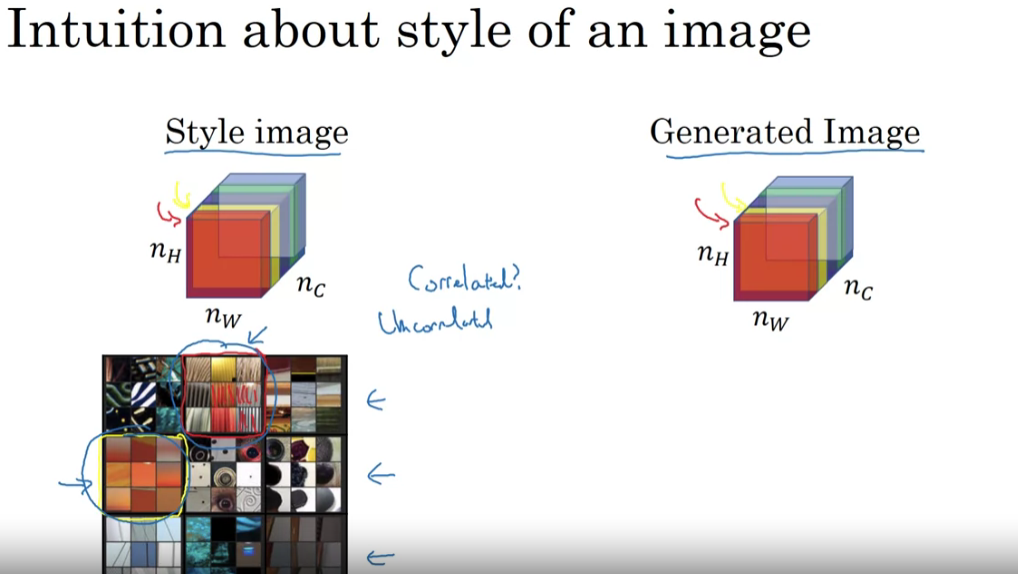 Intuition about style of an image
Style image
Generated Image
n_H
n_C
n_W
n_H
n_C
n_W
Correlated?
Uncorrelated